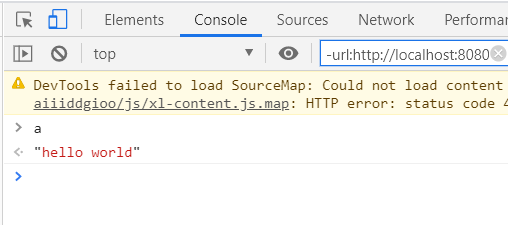 Elements Console Sources Network Performa
top -url:http://localhost:8080
DevTools failed to load SourceMap: Could not load content
aiiiddgioo/js/xl-content.js.map: HTTP error: status code 4
> a
"hello world"
>